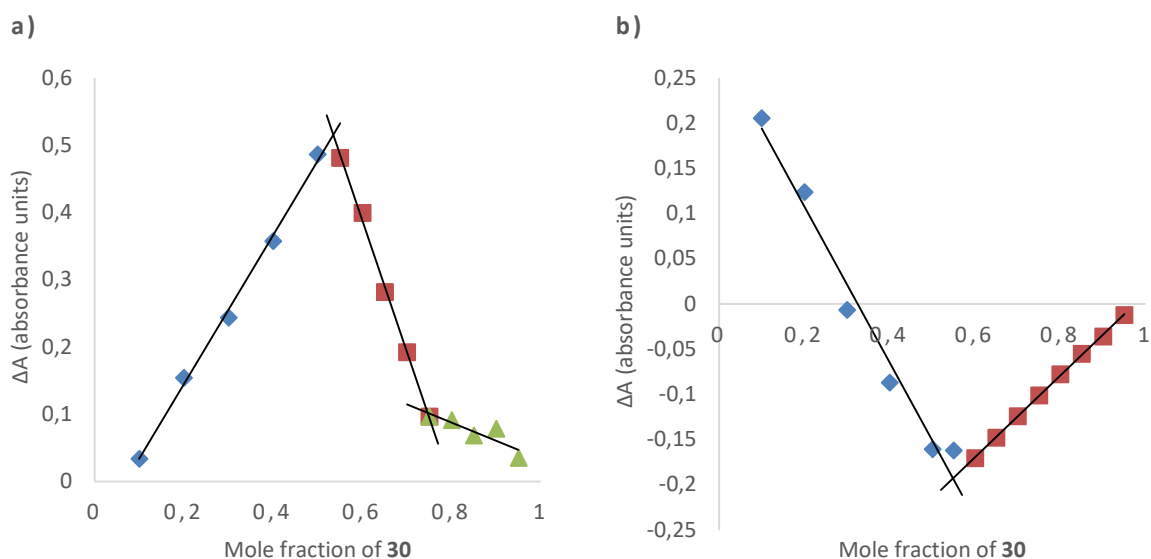 a)
ΔA (absorbance units)
0,6
0,5
0,4
0,3
0,2
0,1
0
0 0,2 0,4 0,6 0,8 1
Mole fraction of 30
b)
ΔA (absorbance units)
0,25
0,2
0,15
0,1
0,05
0
-0,05
-0,1
-0,15
-0,2
-0,25
0 0,2 0,4 0,6 0,8 1
Mole fraction of 30